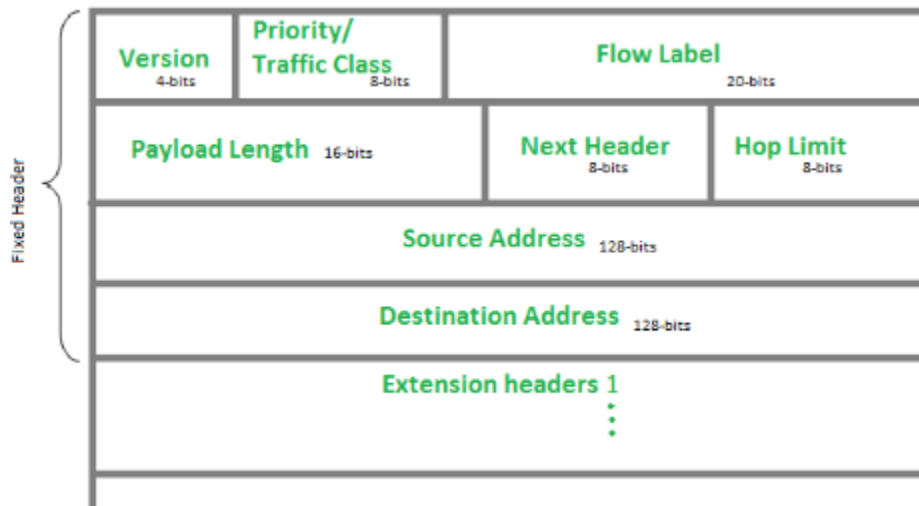 Priority/
Version Traffic Class Flow Label
4-bits 8-bits 20-bits
Payload Length 16-bits Next Header Hop Limit
8-bits 8-bits
Fixed Header
Source Address 128-bits
Destination Address 128-bits
Extension headers 1